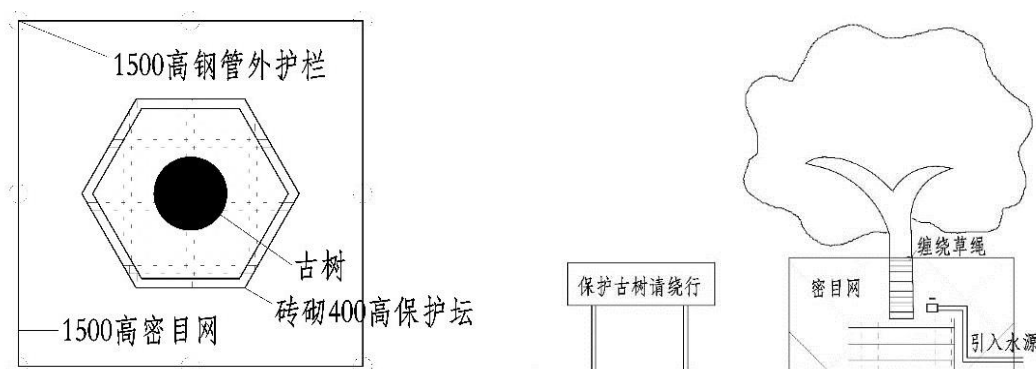 1500高钢管外护栏
古树
砖砌400高保护坛
1500高密目网
缠绕草绳
保护古树请绕行
密目网
引入水源